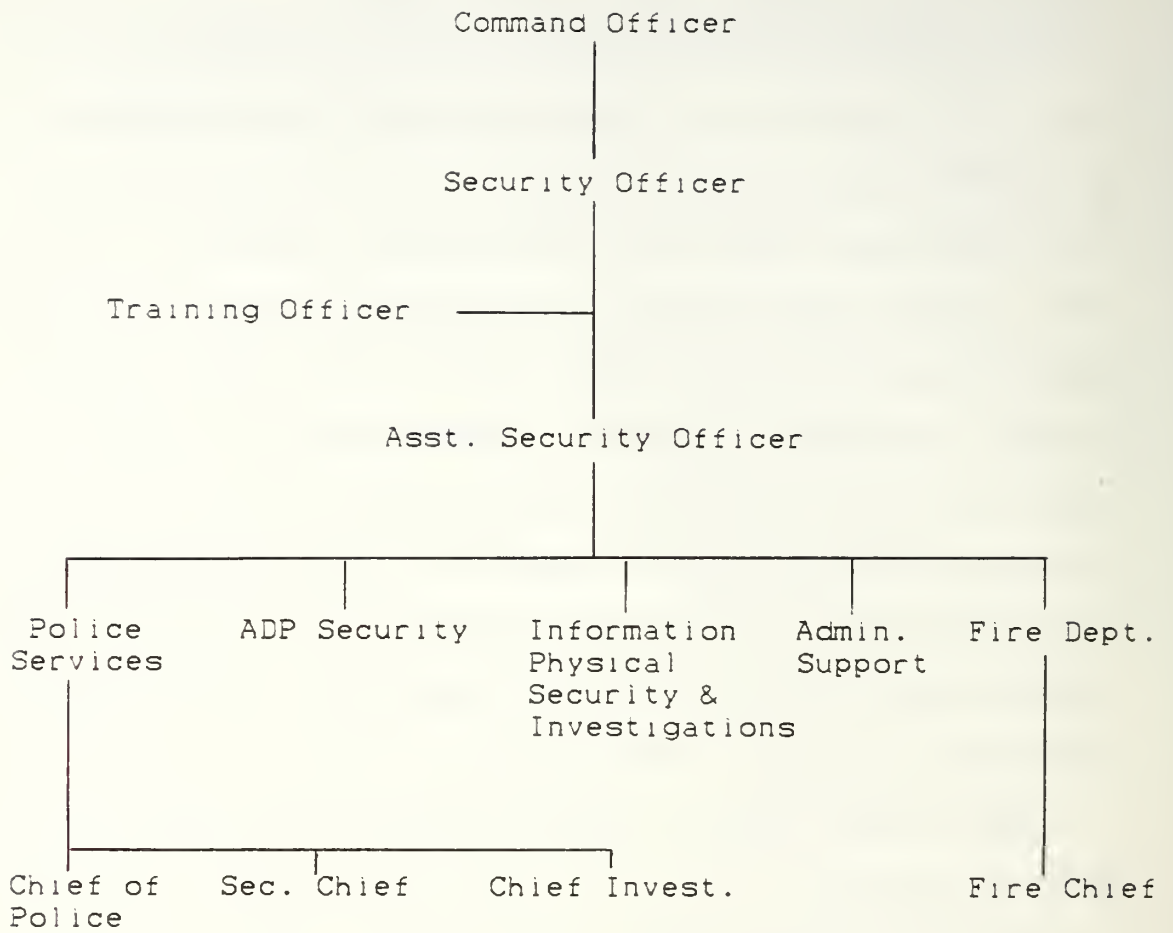 Command Officer
Security Officer
Training Officer
Asst. Security Officer
Police
Services
ADP Security
Information
Physical
Security &
Investigations
Admin.
Support
Fire Dept.
Chief of
Police
Sec. Chief
Chief Invest.
Fire Chief